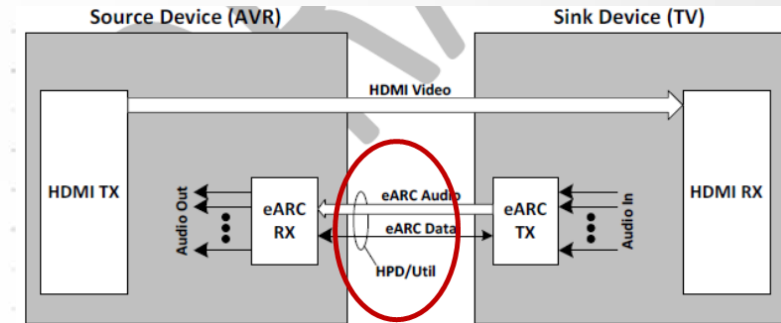 Source Device (AVR)
Sink Device (TV)
HDMI Video
HDMI TX
Audio Out
eARC
RX
eARC Audio
eARC Data
HPD/Util
eARC
TX
Audio In
HDMI RX